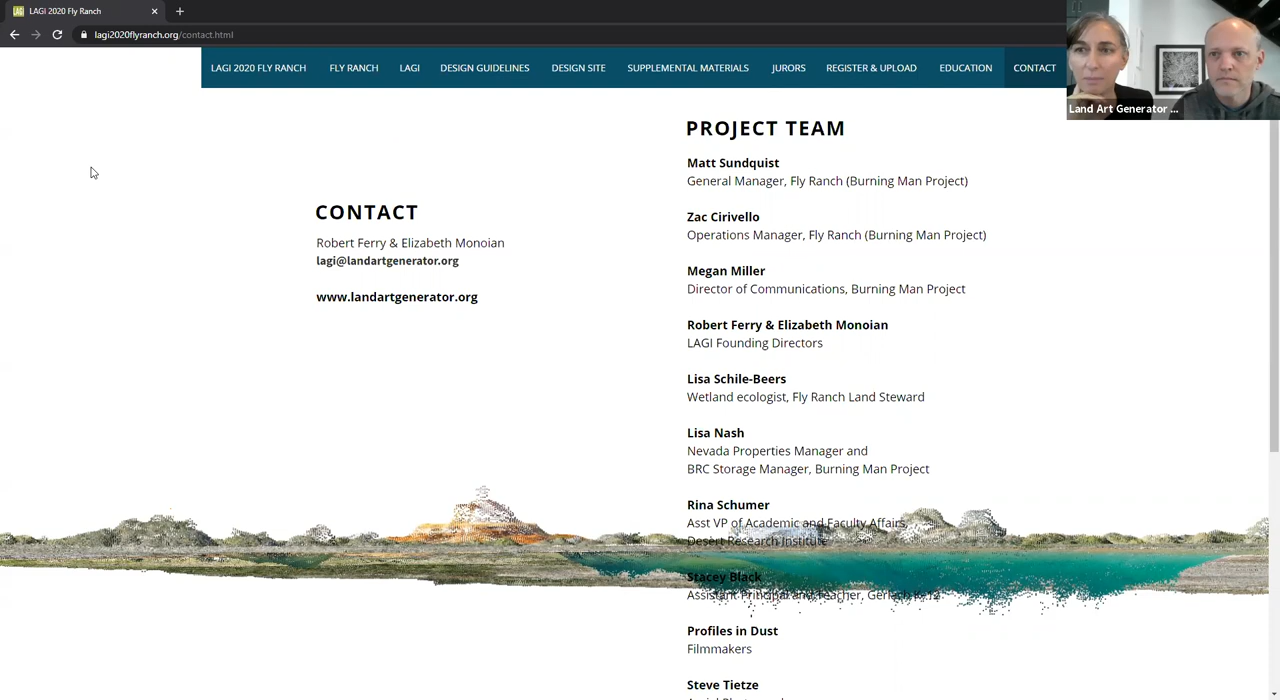 LAGI 2020 Fly Ranch
lagi2020flyranch.org/contact.html
LAGI 2020 FLY RANCH
FLY RANCH
LAGI
DESIGN GUIDELINES
DESIGN SITE
SUPPLEMENTAL MATERIALS
JURORS
REGISTER & UPLOAD
EDUCATION
CONTACT
Land Art Generator ...
CONTACT
Robert Ferry & Elizabeth Monoian
lagi@landartgenerator.org
www.landartgenerator.org
PROJECT TEAM
Matt Sundquist
General Manager, Fly Ranch (Burning Man Project)
Zac Cirivello
Operations Manager, Fly Ranch (Burning Man Project)
Megan Miller
Director of Communications, Burning Man Project
Robert Ferry & Elizabeth Monoian
LAGI Founding Directors
Lisa Schile-Beers
Wetland ecologist, Fly Ranch Land Steward
Lisa Nash
Nevada Properties Manager and
BRC Storage Manager, Burning Man Project
Rina Schumer
Asst VP of Academic and Faculty Affairs,
Desert Research Institute
Stacey Black
Assistant Principal and Teacher, Gerlach K-12
Profiles in Dust
Filmmakers
Steve Tietze